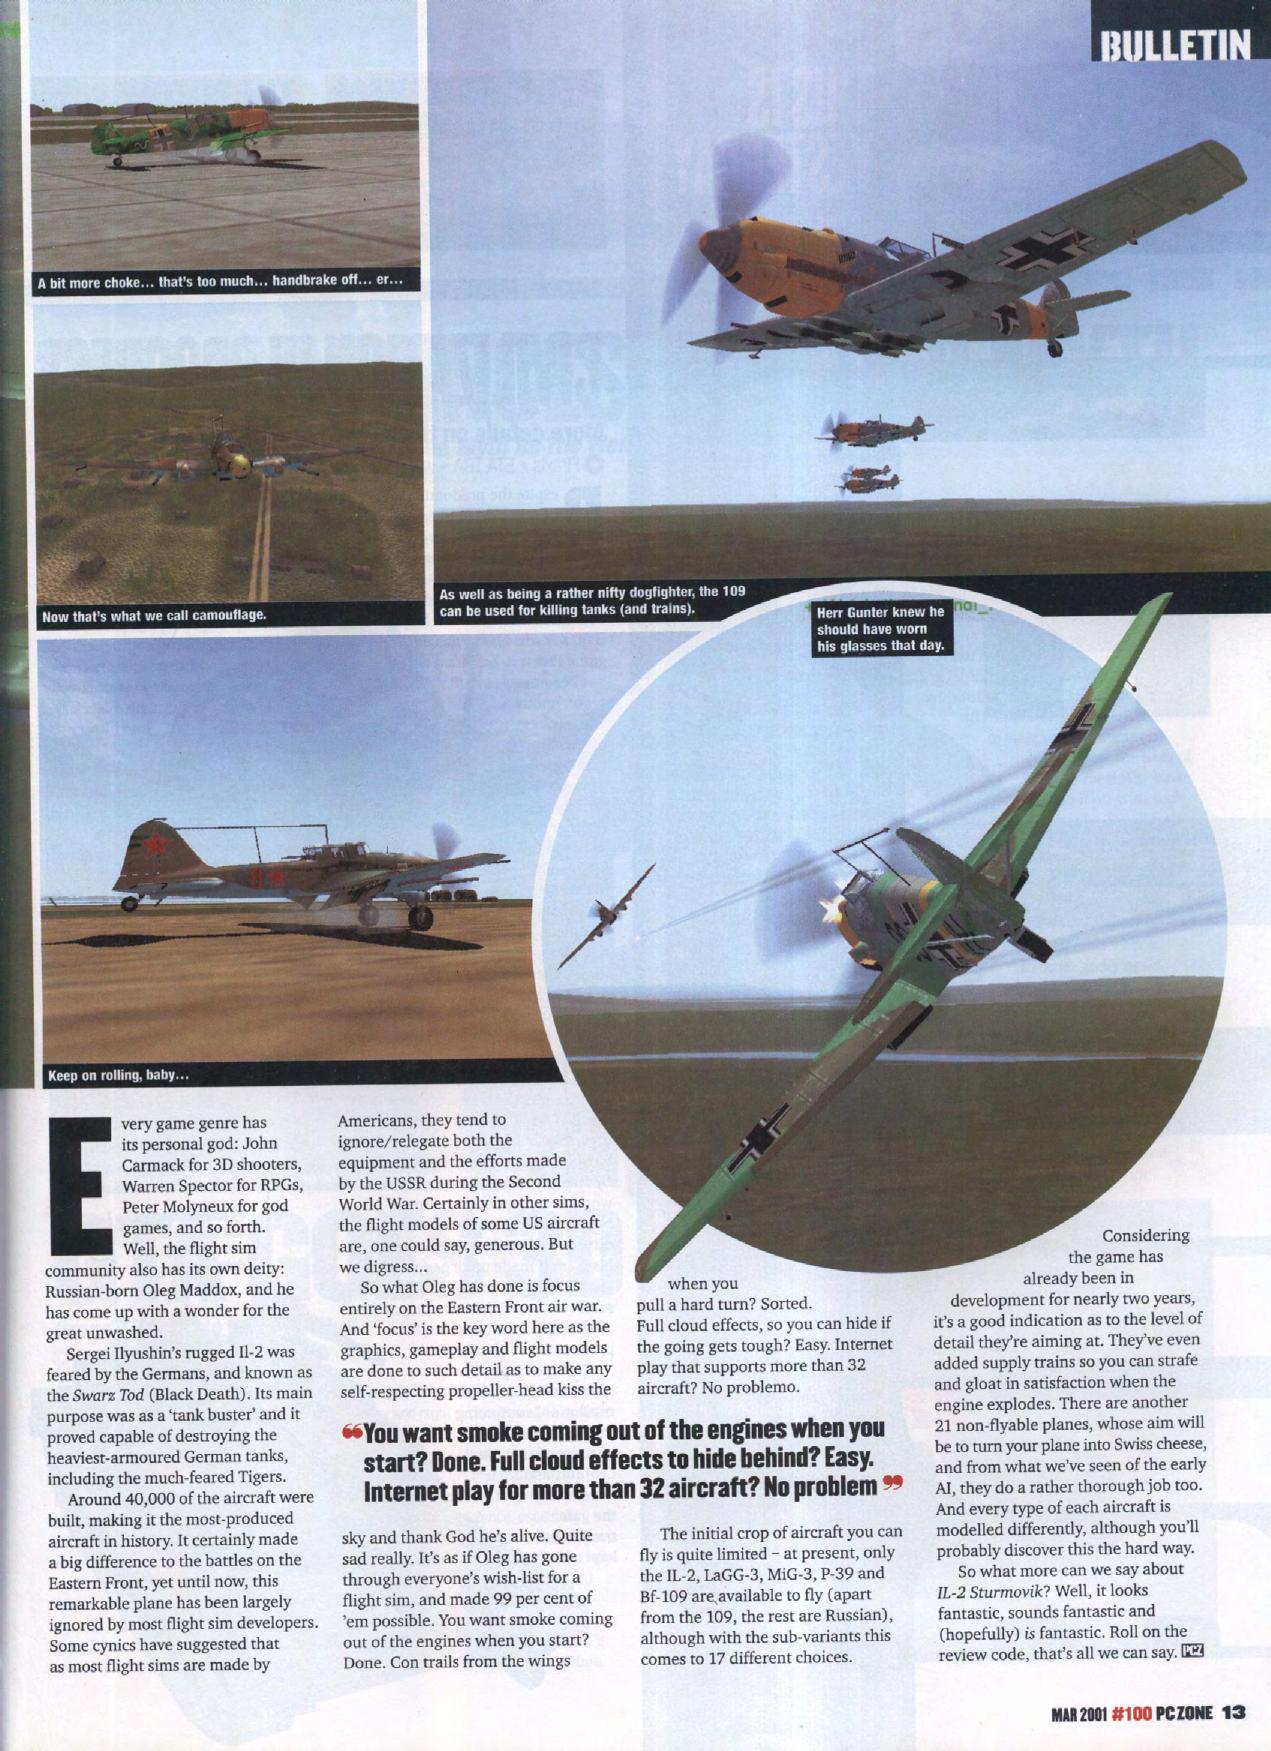 BULLETIN
A bit more choke... that's too much... handbrake off... er...
Now that's what we call camouflage.
As well as being a rather nifty dogfighter, the 109
can be used for killing tanks (and trains).
Herr Gunter knew he
should have worn
his glasses that day.
Keep on rolling, baby...
Every game genre has
its personal god: John
Carmack for 3D shooters,
Warren Spector for RPGs,
Peter Molyneux for god
games, and so forth.
Well, the flight sim
community also has its own deity:
Russian-born Oleg Maddox, and he
has come up with a wonder for the
great unwashed.
Sergei Ilyushin's rugged Il-2 was
feared by the Germans, and known as
the Swarz Tod (Black Death). Its main
purpose was as a 'tank buster' and it
proved capable of destroying the
heaviest-armoured German tanks,
including the much-feared Tigers.
Around 40,000 of the aircraft were
built, making it the most-produced
aircraft in history. It certainly made
a big difference to the battles on the
Eastern Front, yet until now, this
remarkable plane has been largely
ignored by most flight sim developers.
Some cynics have suggested that
as most flight sims are made by
Americans, they tend to
ignore/relegate both the
equipment and the efforts made
by the USSR during the Second
World War. Certainly in other sims,
the flight models of some US aircraft
are, one could say, generous. But
we digress...
So what Oleg has done is focus
entirely on the Eastern Front air war.
And 'focus' is the key word here as the
graphics, gameplay and flight models
are done to such detail as to make any
self-respecting propeller-head kiss the
“You want smoke coming out of the engines when you
start? Done. Full cloud effects to hide behind? Easy.
Internet play for more than 32 aircraft? No problem”
sky and thank God he's alive. Quite
sad really. It's as if Oleg has gone
through everyone's wish-list for a
flight sim, and made 99 per cent of
'em possible. You want smoke coming
out of the engines when you start?
Done. Con trails from the wings
when you
pull a hard turn? Sorted.
Full cloud effects, so you can hide if
the going gets tough? Easy. Internet
play that supports more than 32
aircraft? No problemo.
The initial crop of aircraft you can
fly is quite limited – at present, only
the IL-2, LaGG-3, MiG-3, P-39 and
Bf-109 are available to fly (apart
from the 109, the rest are Russian),
although with the sub-variants this
comes to 17 different choices.
Considering
the game has
already been in
development for nearly two years,
it's a good indication as to the level of
detail they're aiming at. They've even
added supply trains so you can strafe
and gloat in satisfaction when the
engine explodes. There are another
21 non-flyable planes, whose aim will
be to turn your plane into Swiss cheese,
and from what we've seen of the early
AI, they do a rather thorough job too.
And every type of each aircraft is
modelled differently, although you'll
probably discover this the hard way.
So what more can we say about
IL-2 Sturmovik? Well, it looks
fantastic, sounds fantastic and
(hopefully) is fantastic. Roll on the
review code, that's all we can say. PCZ
MAR 2001 #100 PC ZONE 13